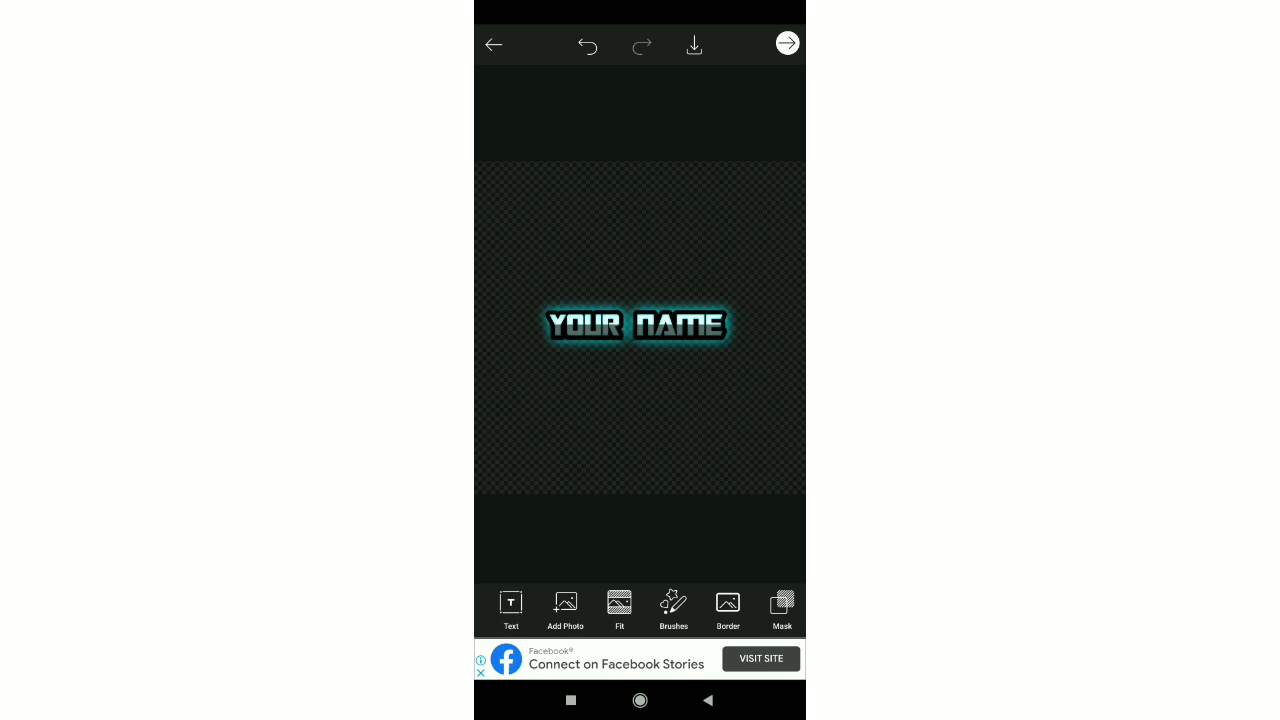 YOUR NAME
T
Text
Add Photo
Fit
Brushes
Border
Mask
Facebook®
Connect on Facebook Stories
VISIT SITE